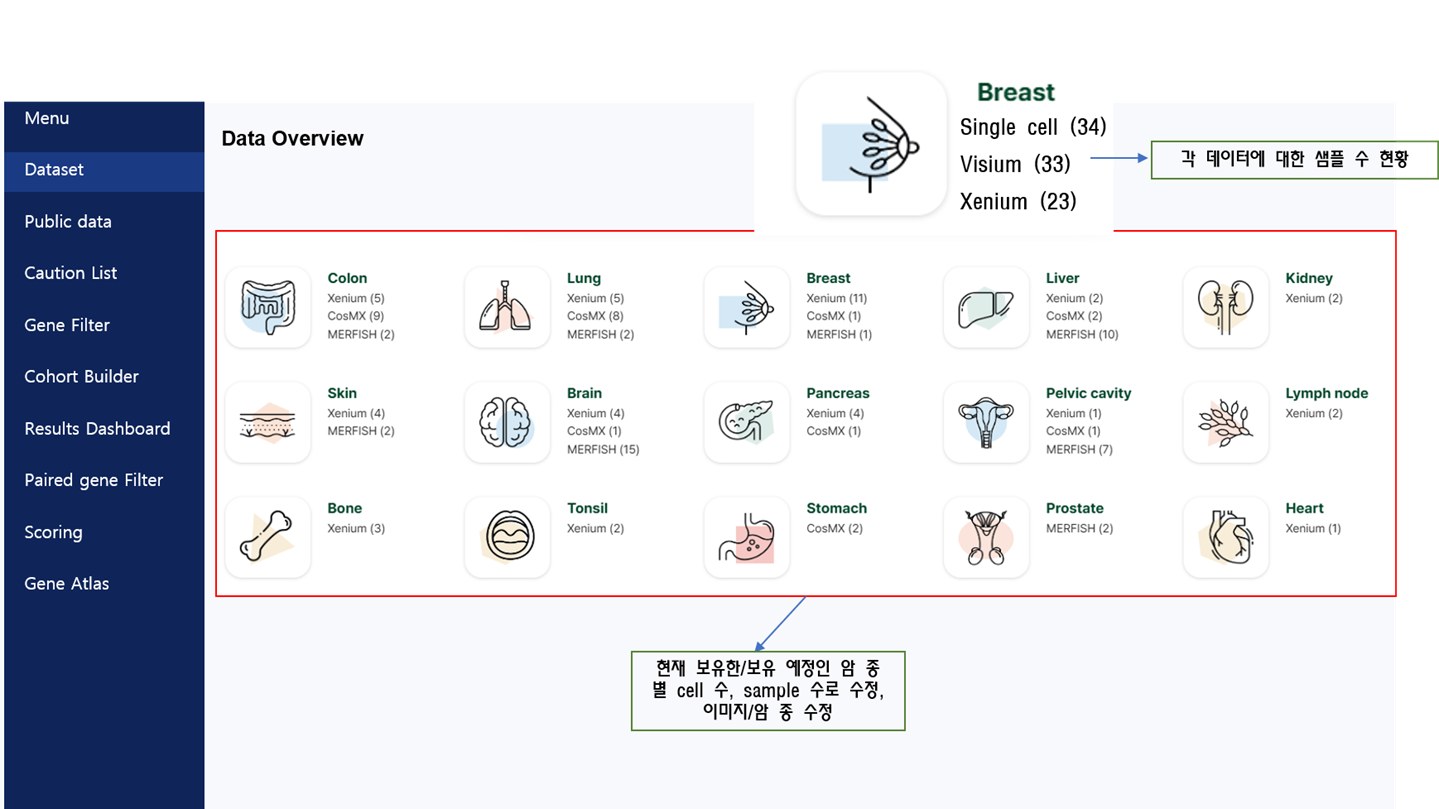 Menu
Dataset
Public data
Caution List
Gene Filter
Cohort Builder
Results Dashboard
Paired gene Filter
Scoring
Gene Atlas
Data Overview
Breast
Single cell (34)
Visium (33)
Xenium (23)
각 데이터에 대한 샘플 수 현황
Colon
Xenium (5)
CosMX (9)
MERFISH (2)
Lung
Xenium (5)
CosMX (8)
MERFISH (2)
Breast
Xenium (11)
CosMX (1)
MERFISH (1)
Liver
Xenium (2)
CosMX (2)
MERFISH (10)
Kidney
Xenium (2)
Skin
Xenium (4)
MERFISH (2)
Brain
Xenium (4)
CosMX (1)
MERFISH (15)
Pancreas
Xenium (4)
CosMX (1)
Pelvic cavity
Xenium (1)
CosMX (1)
MERFISH (7)
Lymph node
Xenium (2)
Bone
Xenium (3)
Tonsil
Xenium (2)
Stomach
CosMX (2)
Prostate
MERFISH (2)
Heart
Xenium (1)
현재 보유한/보유 예정인 암 종
별 cell 수, sample 수로 수정,
이미지/암 종 수정